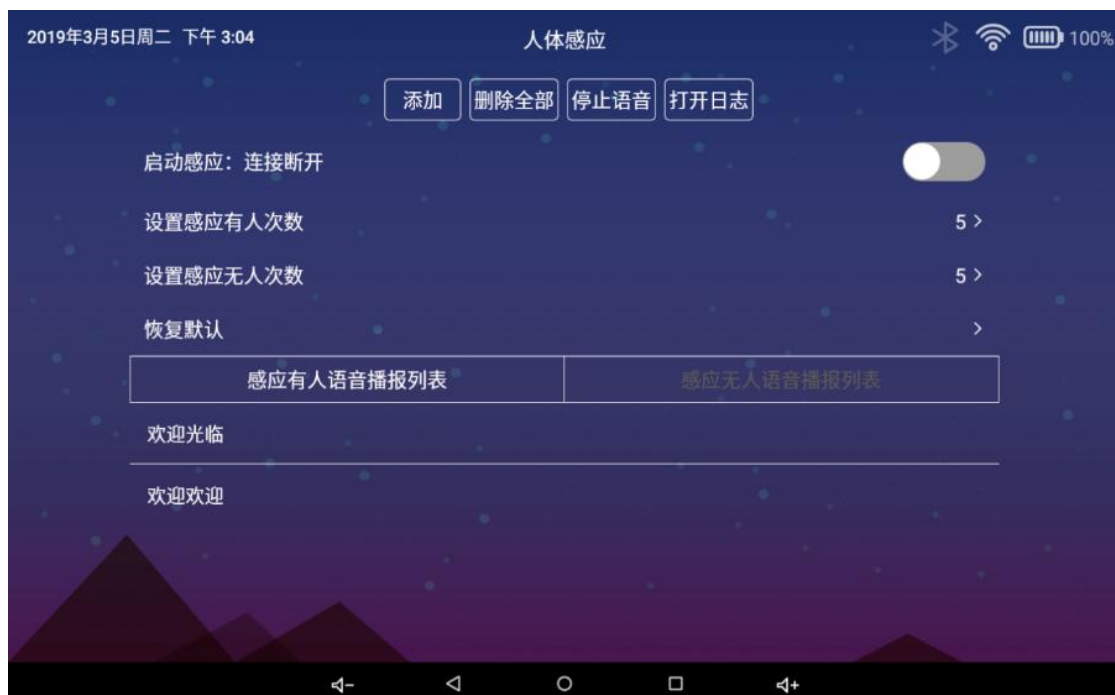 2019年3月5日周二 下午 3:04 人体感应 100%
添加 删除全部 停止语音 打开日志
启动感应：连接断开
设置感应有人次数 5
设置感应无人次数 5
恢复默认
感应有人语音播报列表 感应无人语音播报列表
欢迎光临
欢迎欢迎